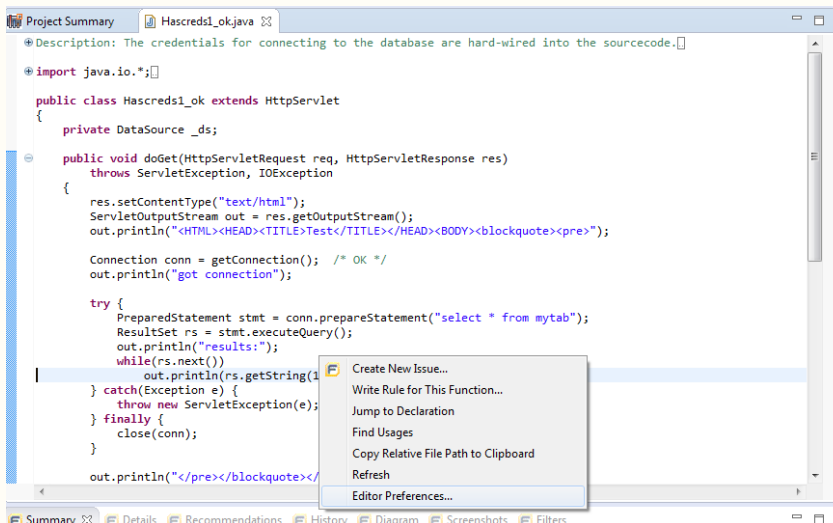 Project Summary
Hascreds1_ok.java
Description: The credentials for connecting to the database are hard-wired into the sourcecode.
import java.io.*;
public class Hascreds1_ok extends HttpServlet
{
private DataSource _ds;
public void doGet(HttpServletRequest req, HttpServletResponse res)
throws ServletException, IOException
{
res.setContentType("text/html");
ServletOutputStream out = res.getOutputStream();
out.println("<HTML><HEAD><TITLE>Test</TITLE></HEAD><BODY><blockquote><pre>");
Connection conn = getConnection();  /* OK */
out.println("got connection");
try {
PreparedStatement stmt = conn.prepareStatement("select * from mytab");
ResultSet rs = stmt.executeQuery();
out.println("results:");
while(rs.next())
out.println(rs.getString(1
} catch(Exception e) {
throw new ServletException(e);
} finally {
close(conn);
}
out.println("</pre></blockquote></
Create New Issue...
Write Rule for This Function...
Jump to Declaration
Find Usages
Copy Relative File Path to Clipboard
Refresh
Editor Preferences...
Summary
Details
Recommendations
History
Diagram
Screenshots
Filters